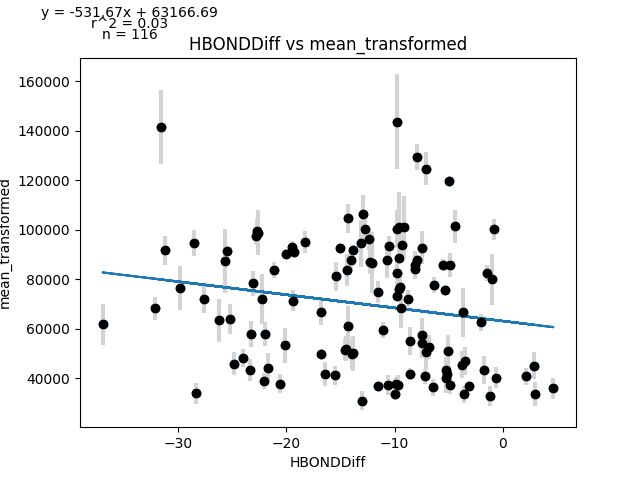 y = -531.67x + 63166.69
r^2 = 0.03
n = 116
HBONDDiff vs mean_transformed
160000
140000
120000
100000
80000
60000
40000
mean_transformed
−30
−20
−10
0
HBONDDiff